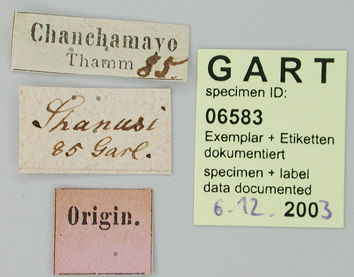 Chanchamayo
Thamm 85.
Shanusi
85 Garl.
Origin.
GART
specimen ID:
06583
Exemplar + Etiketten
dokumentiert
specimen + label
data documented
6.12. 2003